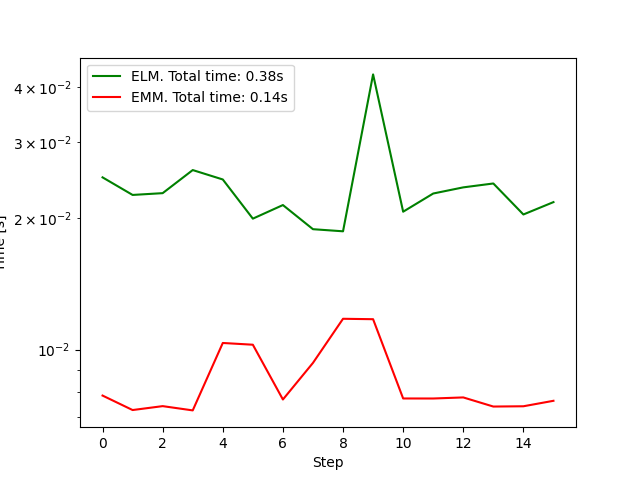 ELM. Total time: 0.38s
EMM. Total time: 0.14s
4 × 10⁻²
3 × 10⁻²
2 × 10⁻²
10⁻²
[s]
0 2 4 6 8 10 12 14
Step